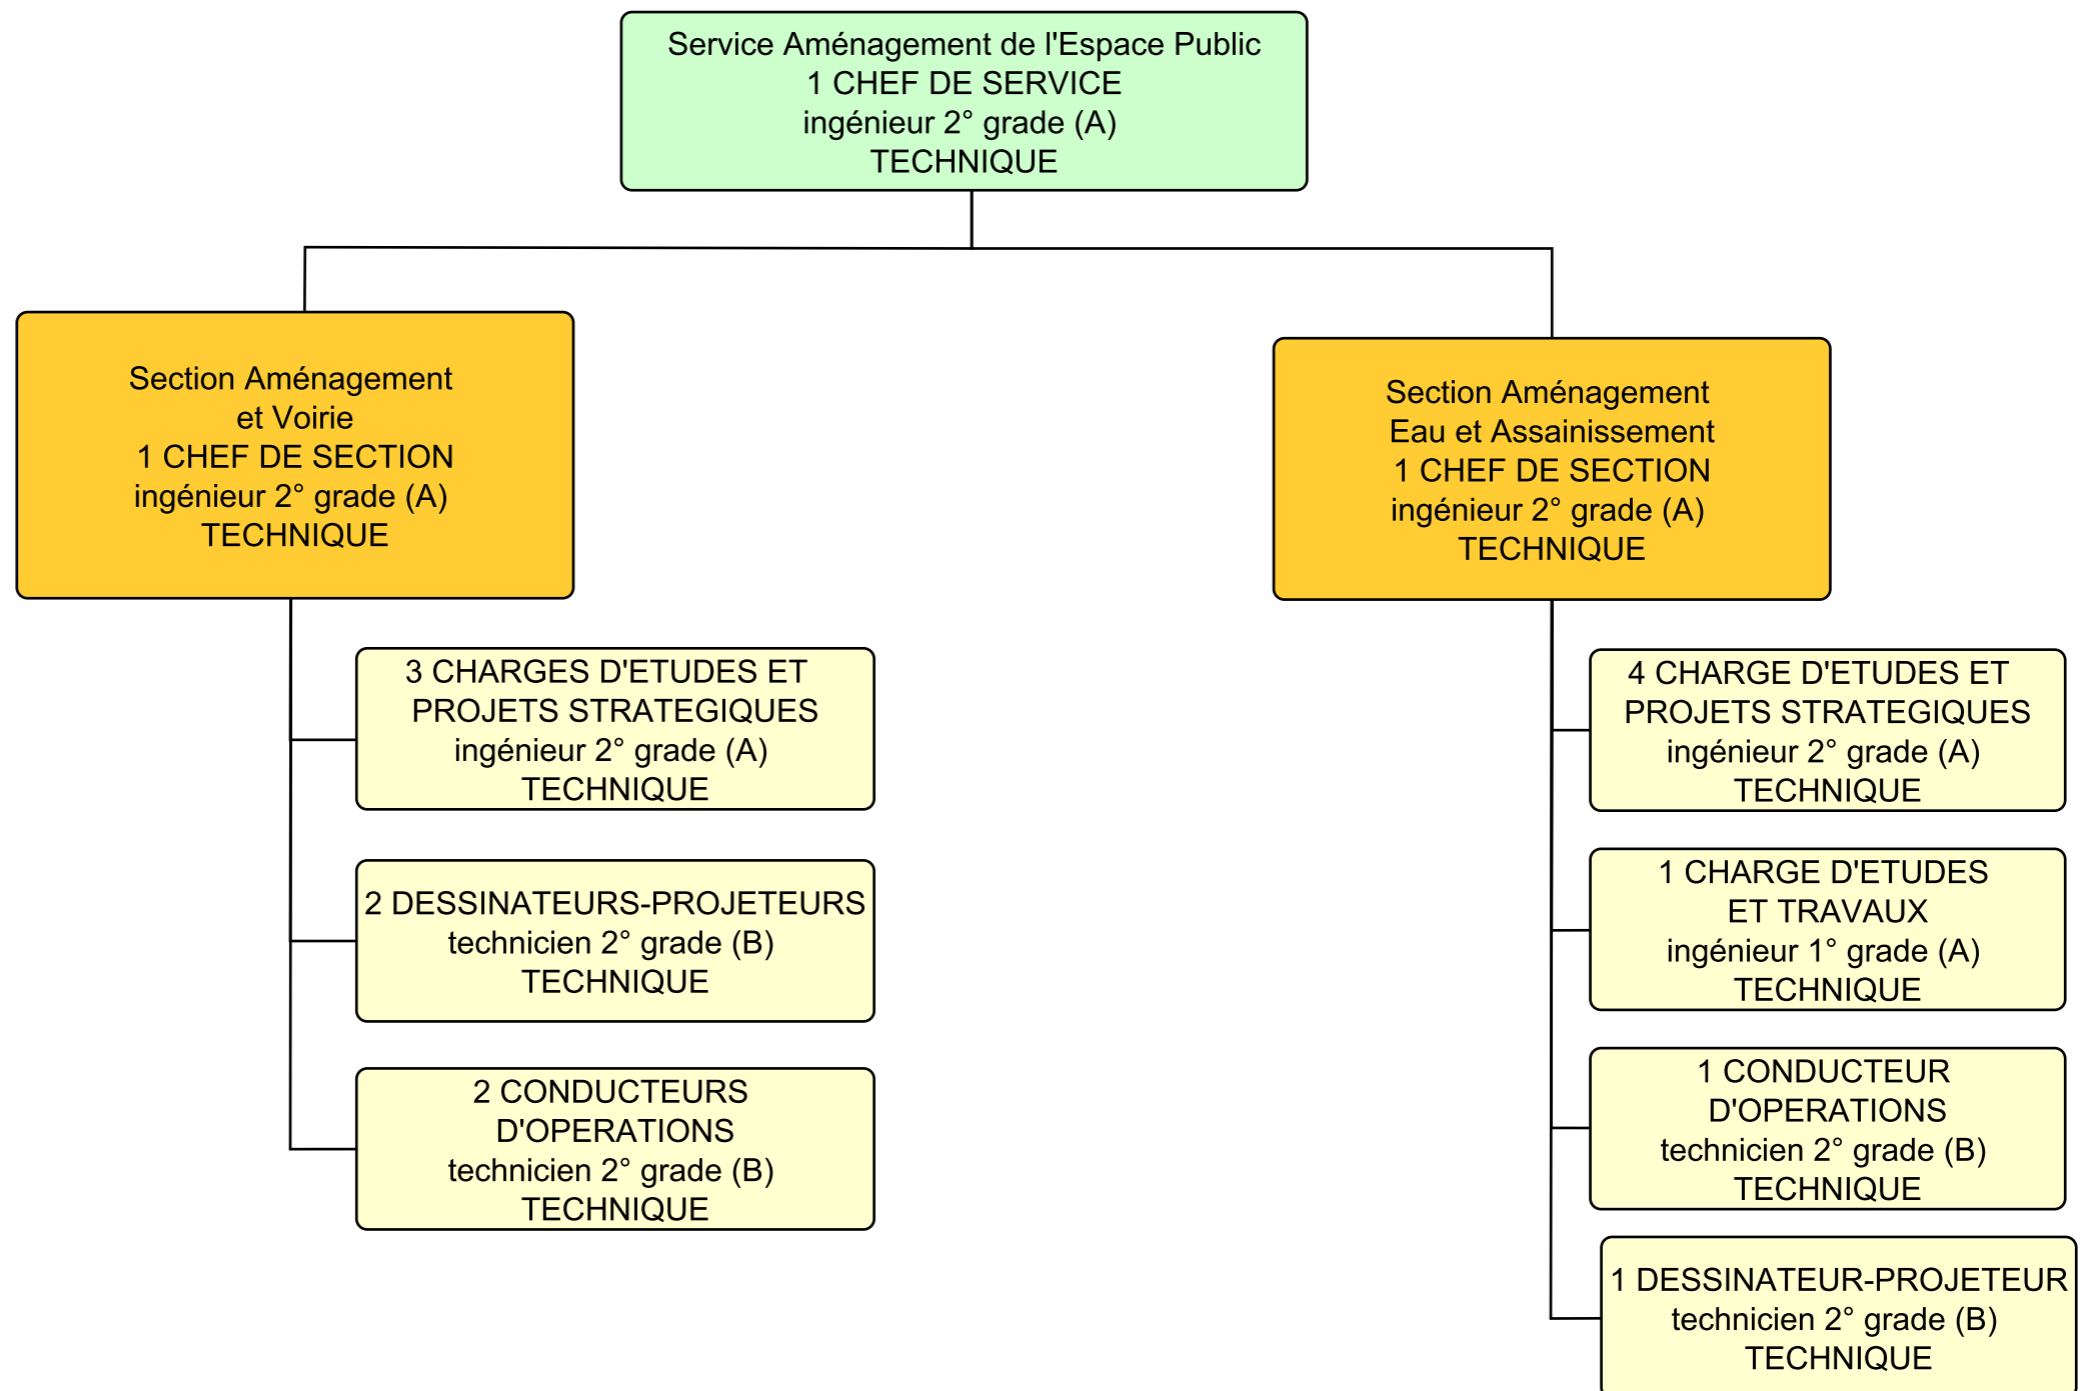 Service Aménagement de l'Espace Public
1 CHEF DE SERVICE
ingénieur 2° grade (A)
TECHNIQUE
Section Aménagement
et Voirie
1 CHEF DE SECTION
ingénieur 2° grade (A)
TECHNIQUE
3 CHARGES D'ETUDES ET
PROJETS STRATEGIQUES
ingénieur 2° grade (A)
TECHNIQUE
2 DESSINATEURS-PROJETEURS
technicien 2° grade (B)
TECHNIQUE
2 CONDUCTEURS
D'OPERATIONS
technicien 2° grade (B)
TECHNIQUE
Section Aménagement
Eau et Assainissement
1 CHEF DE SECTION
ingénieur 2° grade (A)
TECHNIQUE
4 CHARGE D'ETUDES ET
PROJETS STRATEGIQUES
ingénieur 2° grade (A)
TECHNIQUE
1 CHARGE D'ETUDES
ET TRAVAUX
ingénieur 1° grade (A)
TECHNIQUE
1 CONDUCTEUR
D'OPERATIONS
technicien 2° grade (B)
TECHNIQUE
1 DESSINATEUR-PROJETEUR
technicien 2° grade (B)
TECHNIQUE